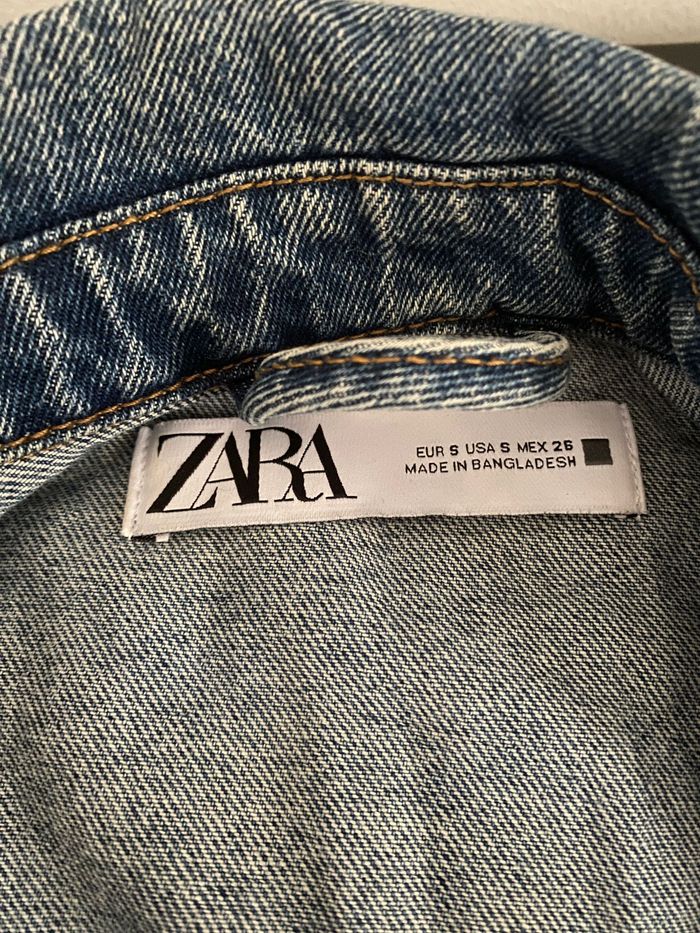 ZARA
EUR S USA S MEX 26
MADE IN BANGLADESH